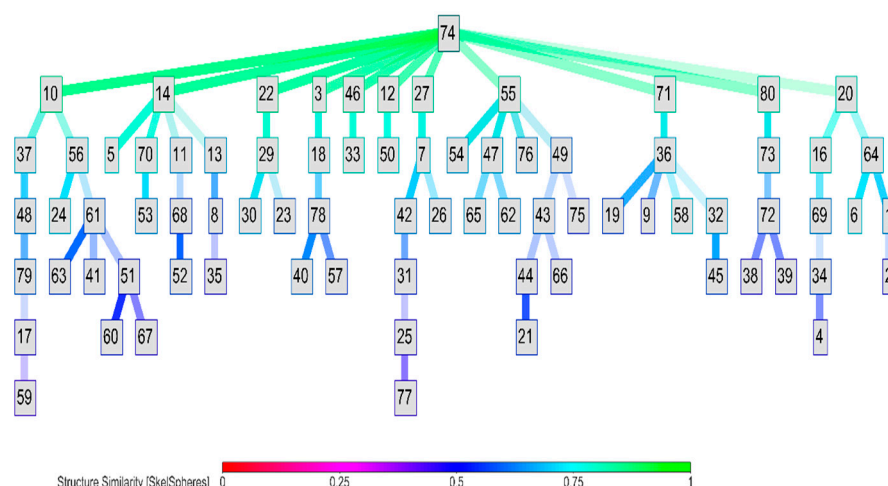 74
10 14 22 3 46 12 27 55 71 80 20
37 56 5 70 11 13 29 18 33 50 7 54 47 76 49 36 73 16 64
48 24 61 53 68 8 30 23 78 42 26 65 62 43 75 19 9 58 32 72 69 6
79 63 41 51 52 35 40 57 31 44 66 45 38 39 34
17 60 67 25 21 4
59 77
Structure Similarity [SkelSpheres] 0 0.25 0.5 0.75 1